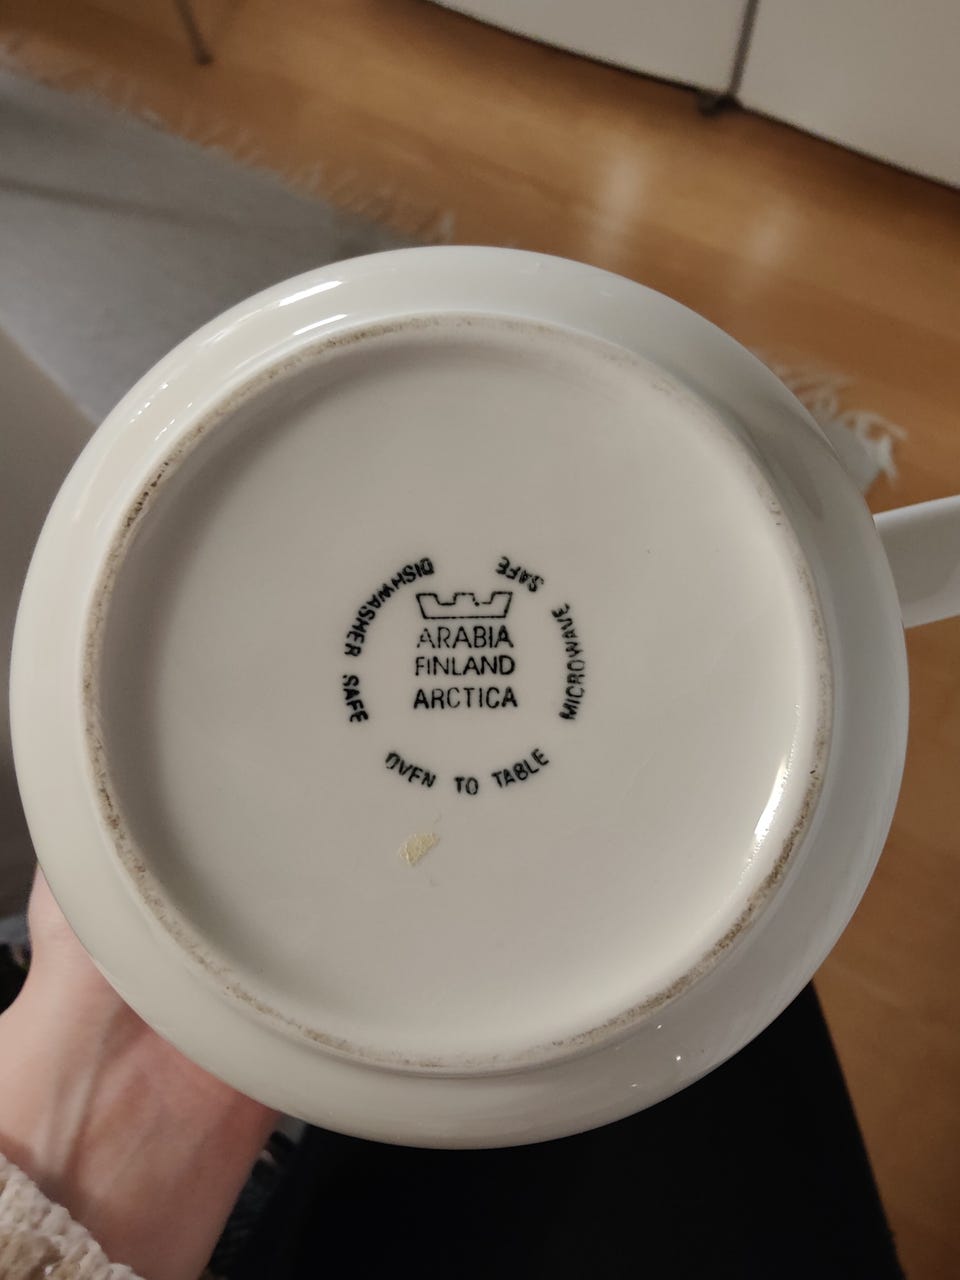 ARABIA
FINLAND
ARCTICA
DISHWASHER SAFE
OVEN TO TABLE
MICROWAVE SAFE